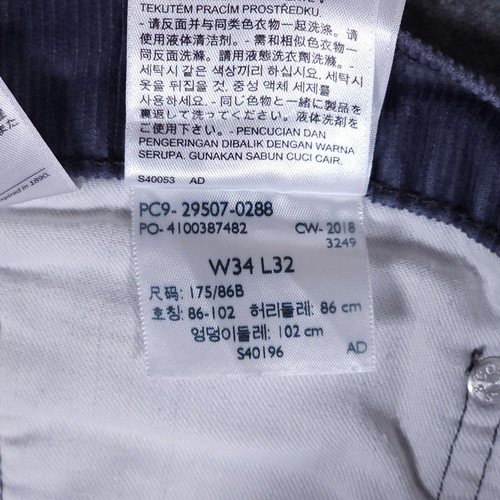 TEKUTÉM PRACÍM PROSTŘEDKU.
- 请反面并与同类色衣物一起洗涤。请
使用液体清洁剂。- 需和相似色衣物一
同反面洗滌。請用液態洗衣劑洗滌。-
세탁시 같은 색상끼리 하십시요. 세탁시
옷을 뒤집을 것. 중성 액체 세제를
사용하세요. - 同じ色物と一緒に製品を
裏返して洗ってください。液体洗剤を
ご使用下さい。- PENCUCIAN DAN
PENGERINGAN DIBALIK DENGAN WARNA
SERUPA. GUNAKAN SABUN CUCI CAIR.
S40053 AD
PC9- 29507-0288
PO- 4100387482 CW- 2018
3249
W34 L32
尺码: 175/86B
호칭: 86-102 허리둘레: 86 cm
엉덩이둘레: 102 cm
S40196 AD
in 1890.